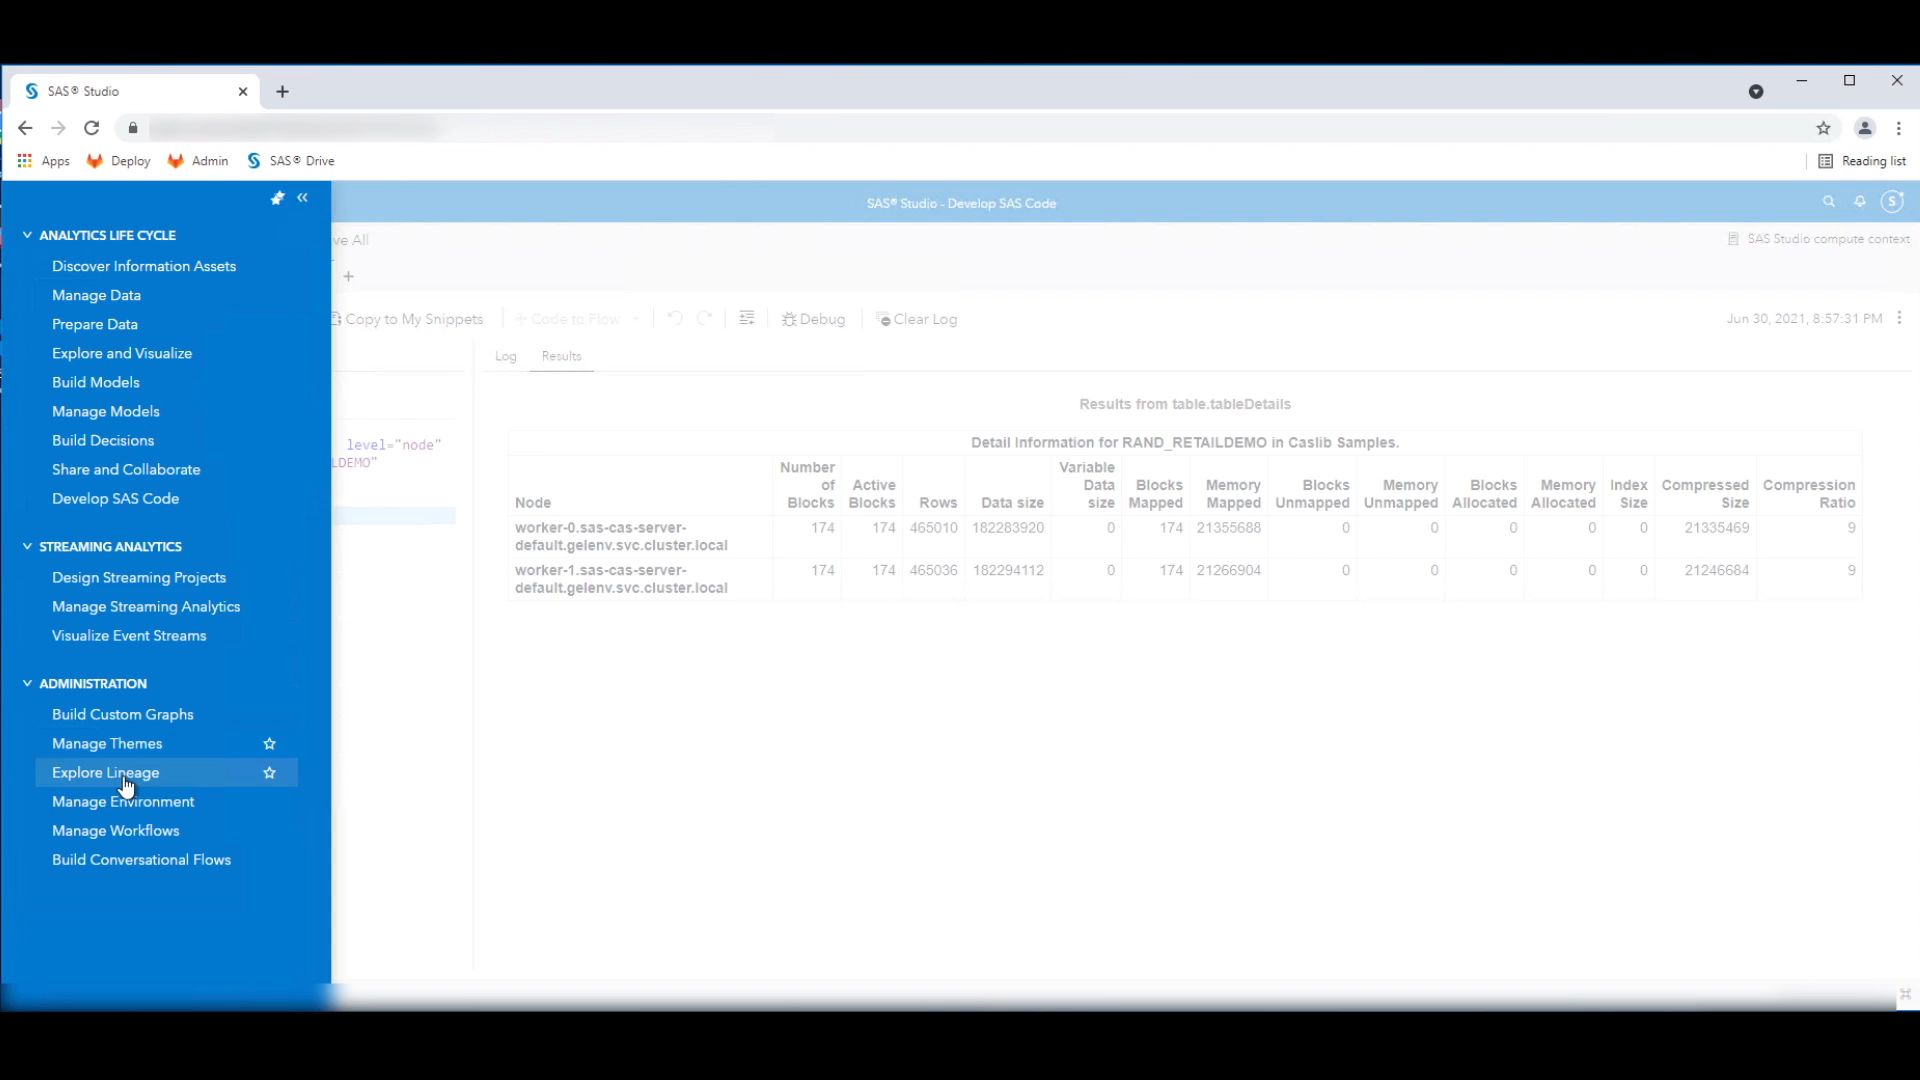 SAS® Studio
Apps Deploy Admin SAS® Drive Reading list
SAS® Studio - Develop SAS Code
ANALYTICS LIFE CYCLE
Discover Information Assets
Manage Data
Prepare Data
Explore and Visualize
Build Models
Manage Models
Build Decisions
Share and Collaborate
Develop SAS Code
STREAMING ANALYTICS
Design Streaming Projects
Manage Streaming Analytics
Visualize Event Streams
ADMINISTRATION
Build Custom Graphs
Manage Themes
Explore Lineage
Manage Environment
Manage Workflows
Build Conversational Flows
ve All SAS Studio compute context
Copy to My Snippets + Code to Flow Debug Clear Log Jun 30, 2021, 8:57:31 PM
Log Results
level="node"
LDEMO"
Results from table.tableDetails
Detail Information for RAND_RETAILDEMO in Caslib Samples.
Node Number of Blocks Active Blocks Rows Data size Variable Data size Blocks Mapped Memory Mapped Blocks Unmapped Memory Unmapped Blocks Allocated Memory Allocated Index Size Compressed Size Compression Ratio
worker-0.sas-cas-server- 174 174 465010 182283920 0 174 21355688 0 0 0 0 0 21335469 9
default.gelenv.svc.cluster.local
worker-1.sas-cas-server- 174 174 465036 182294112 0 174 21266904 0 0 0 0 0 21246684 9
default.gelenv.svc.cluster.local